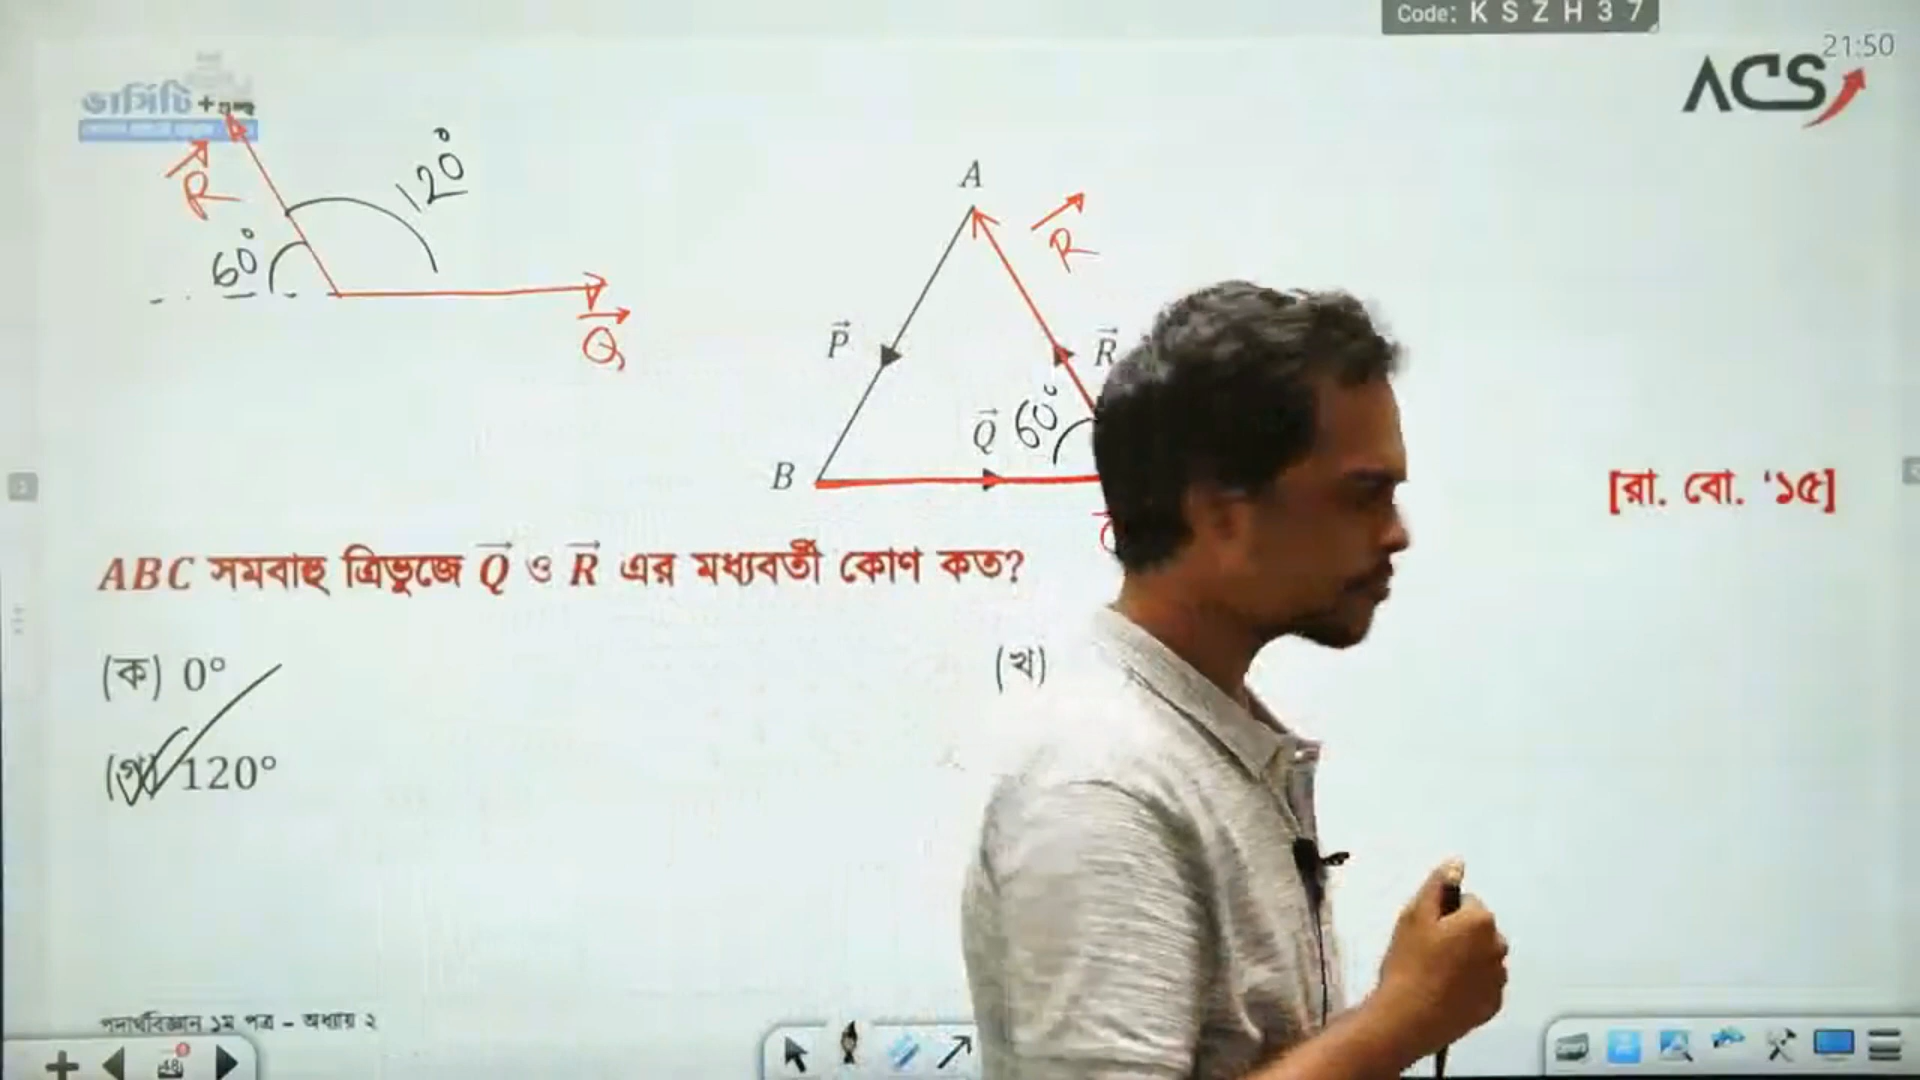 Code: K S Z H 3 7
21:50
ভার্সিটি +
ACS
R
120°
60°
Q
A
R
P
R
Q 60°
B
[রা. বো. ‘১৫]
ABC সমবাহু ত্রিভুজে Q ও R এর মধ্যবর্তী কোণ কত?
(ক) 0°
(খ)
(গ) 120°
পদার্থবিজ্ঞান ১ম পত্র – অধ্যায় ২
48